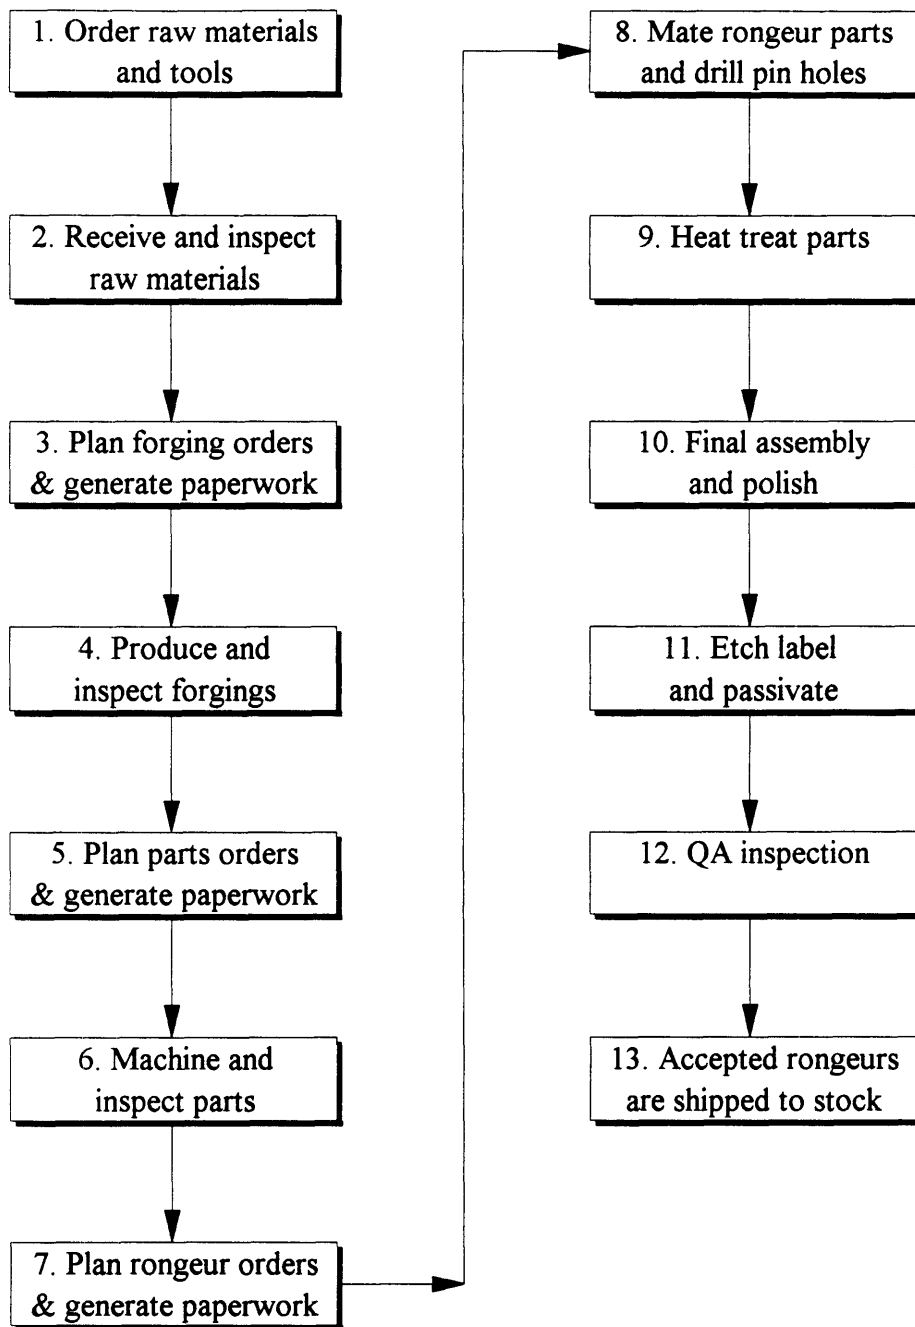 1. Order raw materials
and tools
2. Receive and inspect
raw materials
3. Plan forging orders
& generate paperwork
4. Produce and
inspect forgings
5. Plan parts orders
& generate paperwork
6. Machine and
inspect parts
7. Plan rongeur orders
& generate paperwork
8. Mate rongeur parts
and drill pin holes
9. Heat treat parts
10. Final assembly
and polish
11. Etch label
and passivate
12. QA inspection
13. Accepted rongeurs
are shipped to stock